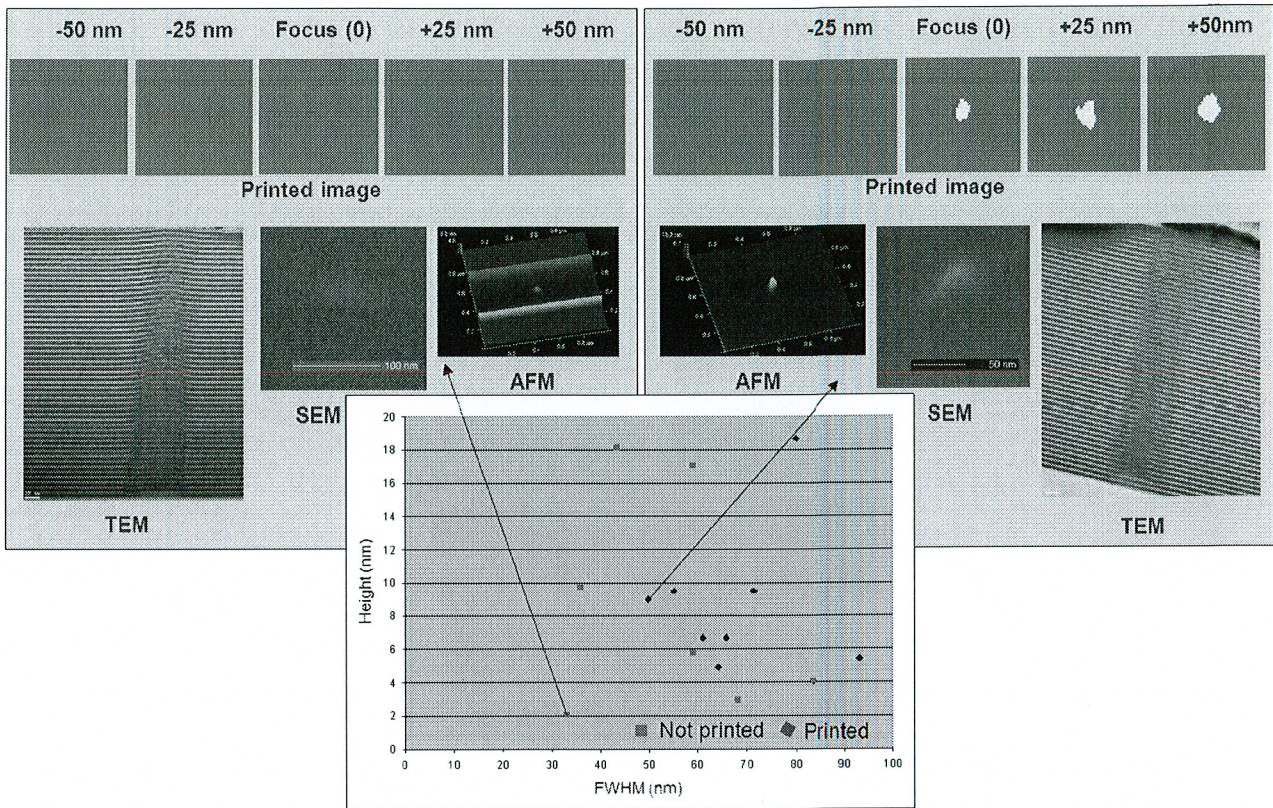 -50 nm -25 nm Focus (0) +25 nm +50 nm
Printed image
100 nm
TEM
SEM
AFM
-50 nm -25 nm Focus (0) +25 nm +50nm
Printed image
50 nm
AFM
SEM
TEM
Height (nm)
20
18
16
14
12
10
8
6
4
2
0
0 10 20 30 40 50 60 70 80 90 100
FWHM (nm)
Not printed Printed